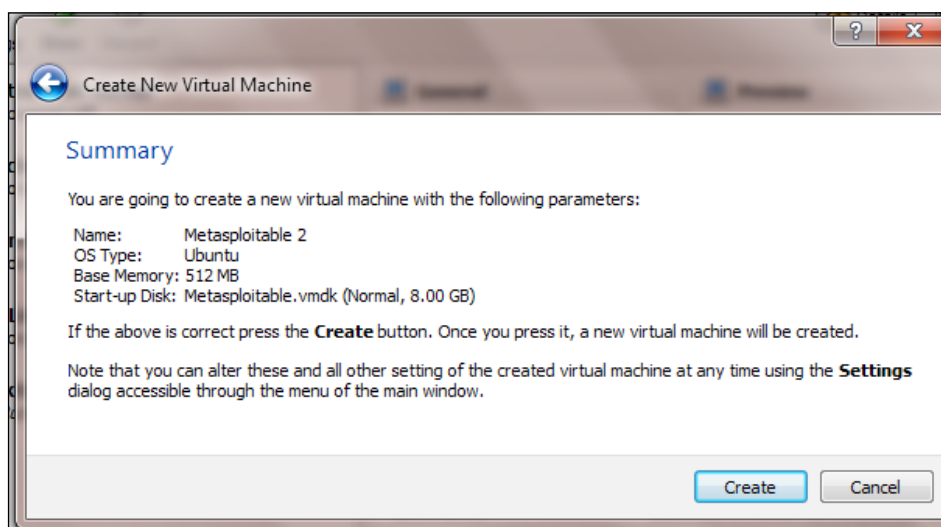 Create New Virtual Machine
Summary
You are going to create a new virtual machine with the following parameters:
Name: Metasploitable 2
OS Type: Ubuntu
Base Memory: 512 MB
Start-up Disk: Metasploitable.vmdk (Normal, 8.00 GB)
If the above is correct press the Create button. Once you press it, a new virtual machine will be created.
Note that you can alter these and all other setting of the created virtual machine at any time using the Settings
dialog accessible through the menu of the main window.
Create Cancel